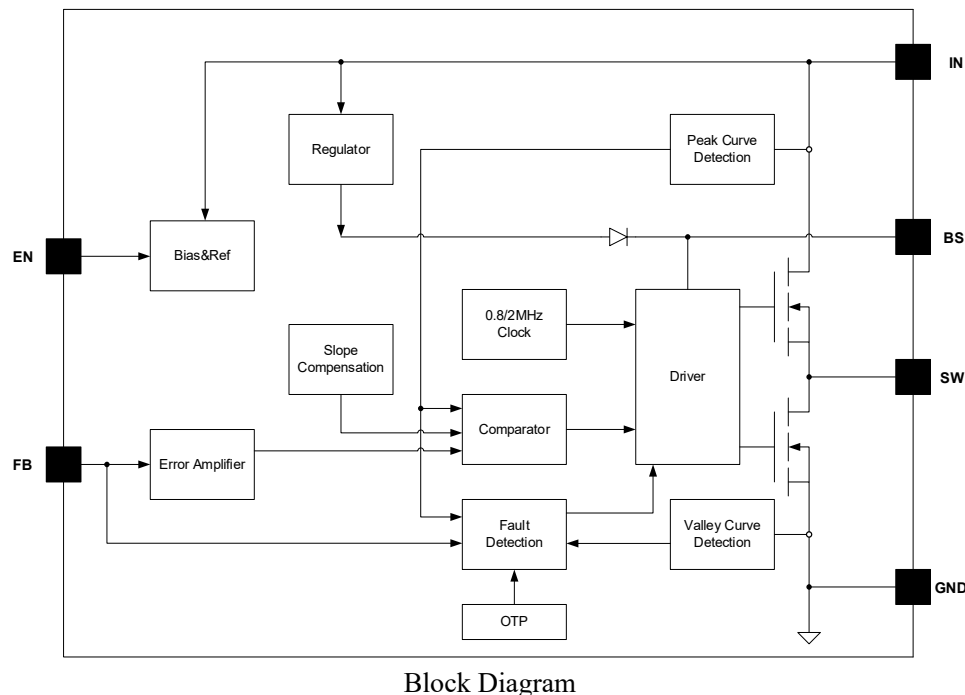 IN
Peak Curve
Detection
Regulator
BS
EN
Bias&Ref
0.8/2MHz
Clock
Slope
Compensation
Driver
SW
Comparator
FB
Error Amplifier
Fault
Detection
Valley Curve
Detection
GND
OTP
Block Diagram